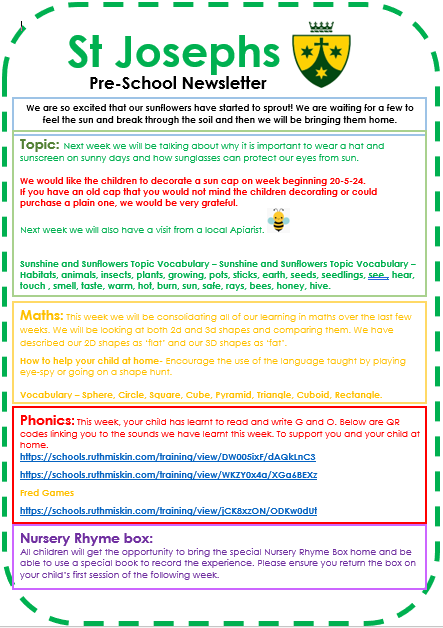 St Josephs
Pre-School Newsletter
We are so excited that our sunflowers have started to sprout! We are waiting for a few to
feel the sun and break through the soil and then we will be bringing them home.
Topic: Next week we will be talking about why it is important to wear a hat and
sunscreen on sunny days and how sunglasses can protect our eyes from sun.
We would like the children to decorate a sun cap on week beginning 20-5-24.
If you have an old cap that you would not mind the children decorating or could
purchase a plain one, we would be very grateful.
Next week we will also have a visit from a local Apiarist.
Sunshine and Sunflowers Topic Vocabulary – Sunshine and Sunflowers Topic Vocabulary –
Habitats, animals, insects, plants, growing, pots, sticks, earth, seeds, seedlings, see,, hear,
touch , smell, taste, warm, hot, burn, sun, safe, rays, bees, honey, hive.
Maths: This week we will be consolidating all of our learning in maths over the last few
weeks. We will be looking at both 2d and 3d shapes and comparing them. We have
described our 2D shapes as 'flat' and our 3D shapes as 'fat'.
How to help your child at home- Encourage the use of the language taught by playing
eye-spy or going on a shape hunt.
Vocabulary – Sphere, Circle, Square, Cube, Pyramid, Triangle, Cuboid, Rectangle.
Phonics: This week, your child has learnt to read and write G and O. Below are QR
codes linking you to the sounds we have learnt this week. To support you and your child at
home.
https://schools.ruthmiskin.com/training/view/DW005ixF/dAQkLnC3
https://schools.ruthmiskin.com/training/view/WKZY0x4a/XGa6BEXz
Fred Games
https://schools.ruthmiskin.com/training/view/jCK8xzON/ODKw0dUf
Nursery Rhyme box:
All children will get the opportunity to bring the special Nursery Rhyme Box home and be
able to use a special book to record the experience. Please ensure you return the box on
your child's first session of the following week.